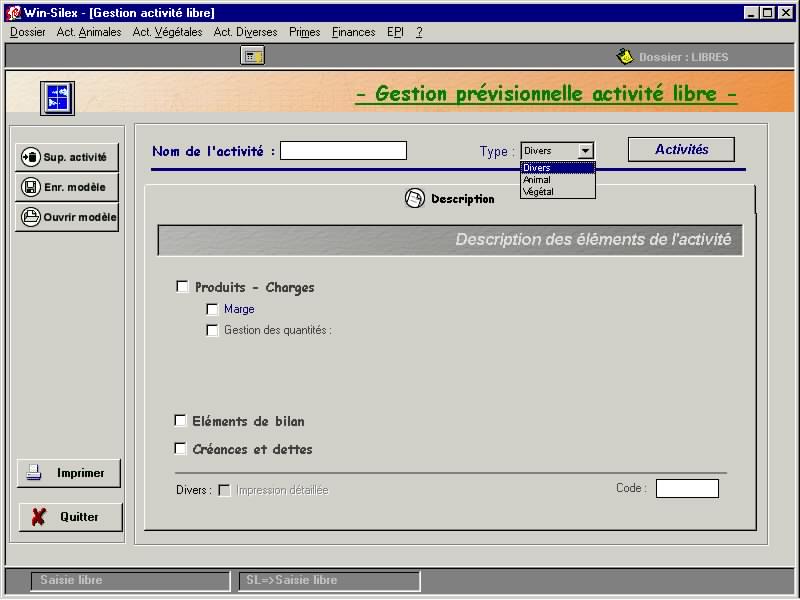 Win-Silex - [Gestion activité libre]
Dossier Act. Animales Act. Végétales Act. Diverses Primes Finances EPI ?
Dossier : LIBRES
- Gestion prévisionnelle activité libre -
Nom de l'activité : Type : Divers Activités
Divers
Animal
Végétal
Sup. activité
Enr. modèle
Ouvrir modèle
Description
Description des éléments de l'activité
Produits - Charges
Marge
Gestion des quantités :
Eléments de bilan
Créances et dettes
Divers : Impression détaillée Code :
Imprimer
Quitter
Saisie libre SL=>Saisie libre